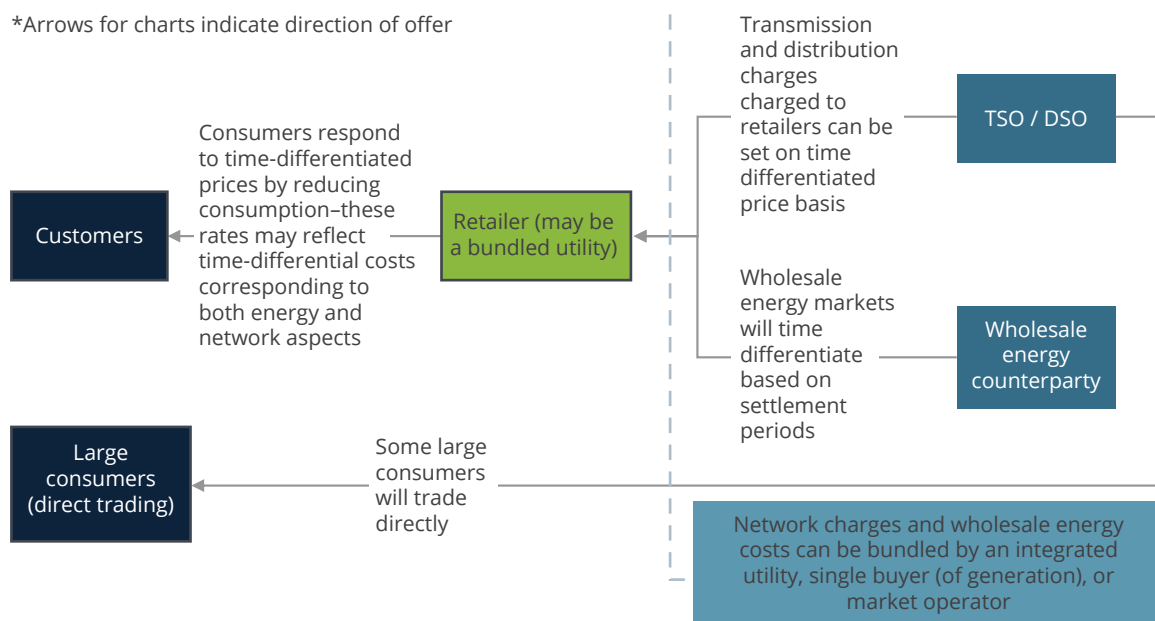 *Arrows for charts indicate direction of offer
Customers
Consumers respond
to time-differentiated
prices by reducing
consumption–these
rates may reflect
time-differential costs
corresponding to
both energy and
network aspects
Retailer (may be
a bundled utility)
Transmission
and distribution
charges
charged to
retailers can be
set on time
differentiated
price basis
TSO / DSO
Wholesale
energy markets
will time
differentiate
based on
settlement
periods
Wholesale
energy
counterparty
Large
consumers
(direct trading)
Some large
consumers
will trade
directly
Network charges and wholesale energy
costs can be bundled by an integrated
utility, single buyer (of generation), or
market operator